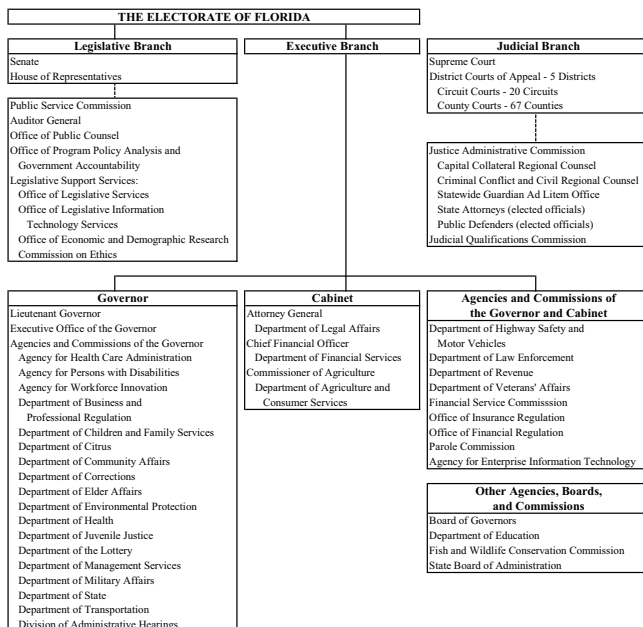 THE ELECTORATE OF FLORIDA
Legislative Branch
Senate
House of Representatives
Public Service Commission
Auditor General
Office of Public Counsel
Office of Program Policy Analysis and
Government Accountability
Legislative Support Services:
Office of Legislative Services
Office of Legislative Information
Technology Services
Office of Economic and Demographic Research
Commission on Ethics
Executive Branch
Judicial Branch
Supreme Court
District Courts of Appeal - 5 Districts
Circuit Courts - 20 Circuits
County Courts - 67 Counties
Justice Administrative Commission
Capital Collateral Regional Counsel
Criminal Conflict and Civil Regional Counsel
Statewide Guardian Ad Litem Office
State Attorneys (elected officials)
Public Defenders (elected officials)
Judicial Qualifications Commission
Governor
Lieutenant Governor
Executive Office of the Governor
Agencies and Commissions of the Governor
Agency for Health Care Administration
Agency for Persons with Disabilities
Agency for Workforce Innovation
Department of Business and
Professional Regulation
Department of Children and Family Services
Department of Citrus
Department of Community Affairs
Department of Corrections
Department of Elder Affairs
Department of Environmental Protection
Department of Health
Department of Juvenile Justice
Department of the Lottery
Department of Management Services
Department of Military Affairs
Department of State
Department of Transportation
Division of Administrative Hearings
Cabinet
Attorney General
Department of Legal Affairs
Chief Financial Officer
Department of Financial Services
Commissioner of Agriculture
Department of Agriculture and
Consumer Services
Agencies and Commissions of
the Governor and Cabinet
Department of Highway Safety and
Motor Vehicles
Department of Law Enforcement
Department of Revenue
Department of Veterans' Affairs
Financial Service Commisssion
Office of Insurance Regulation
Office of Financial Regulation
Parole Commission
Agency for Enterprise Information Technology
Other Agencies, Boards,
and Commissions
Board of Governors
Department of Education
Fish and Wildlife Conservation Commission
State Board of Administration